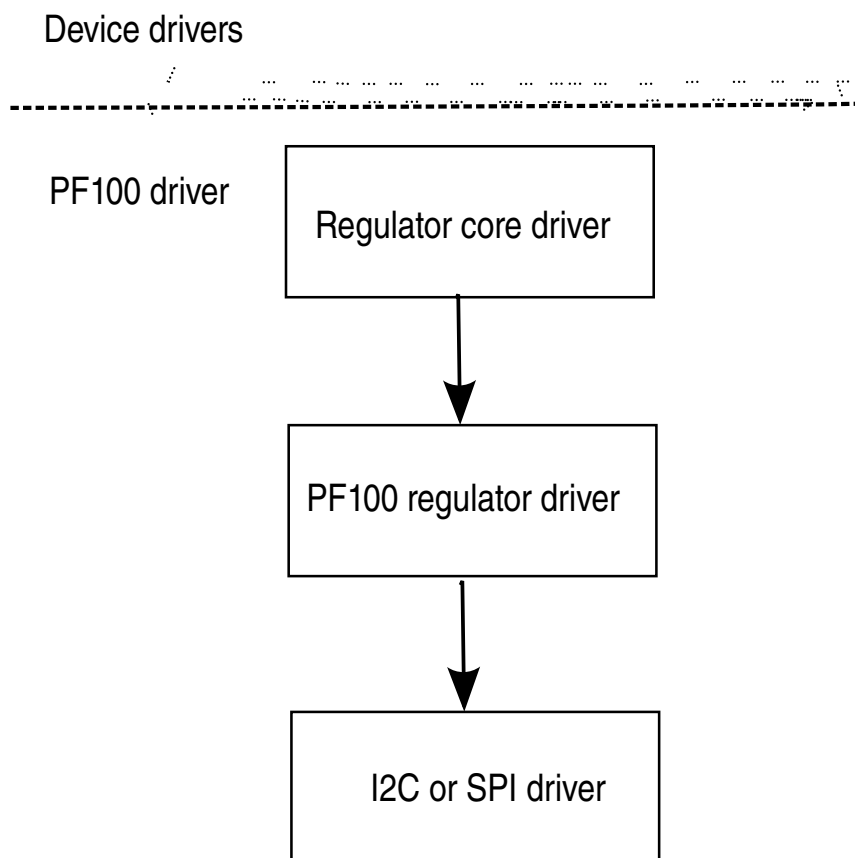 Device drivers
PF100 driver
Regulator core driver
PF100 regulator driver
I2C or SPI driver